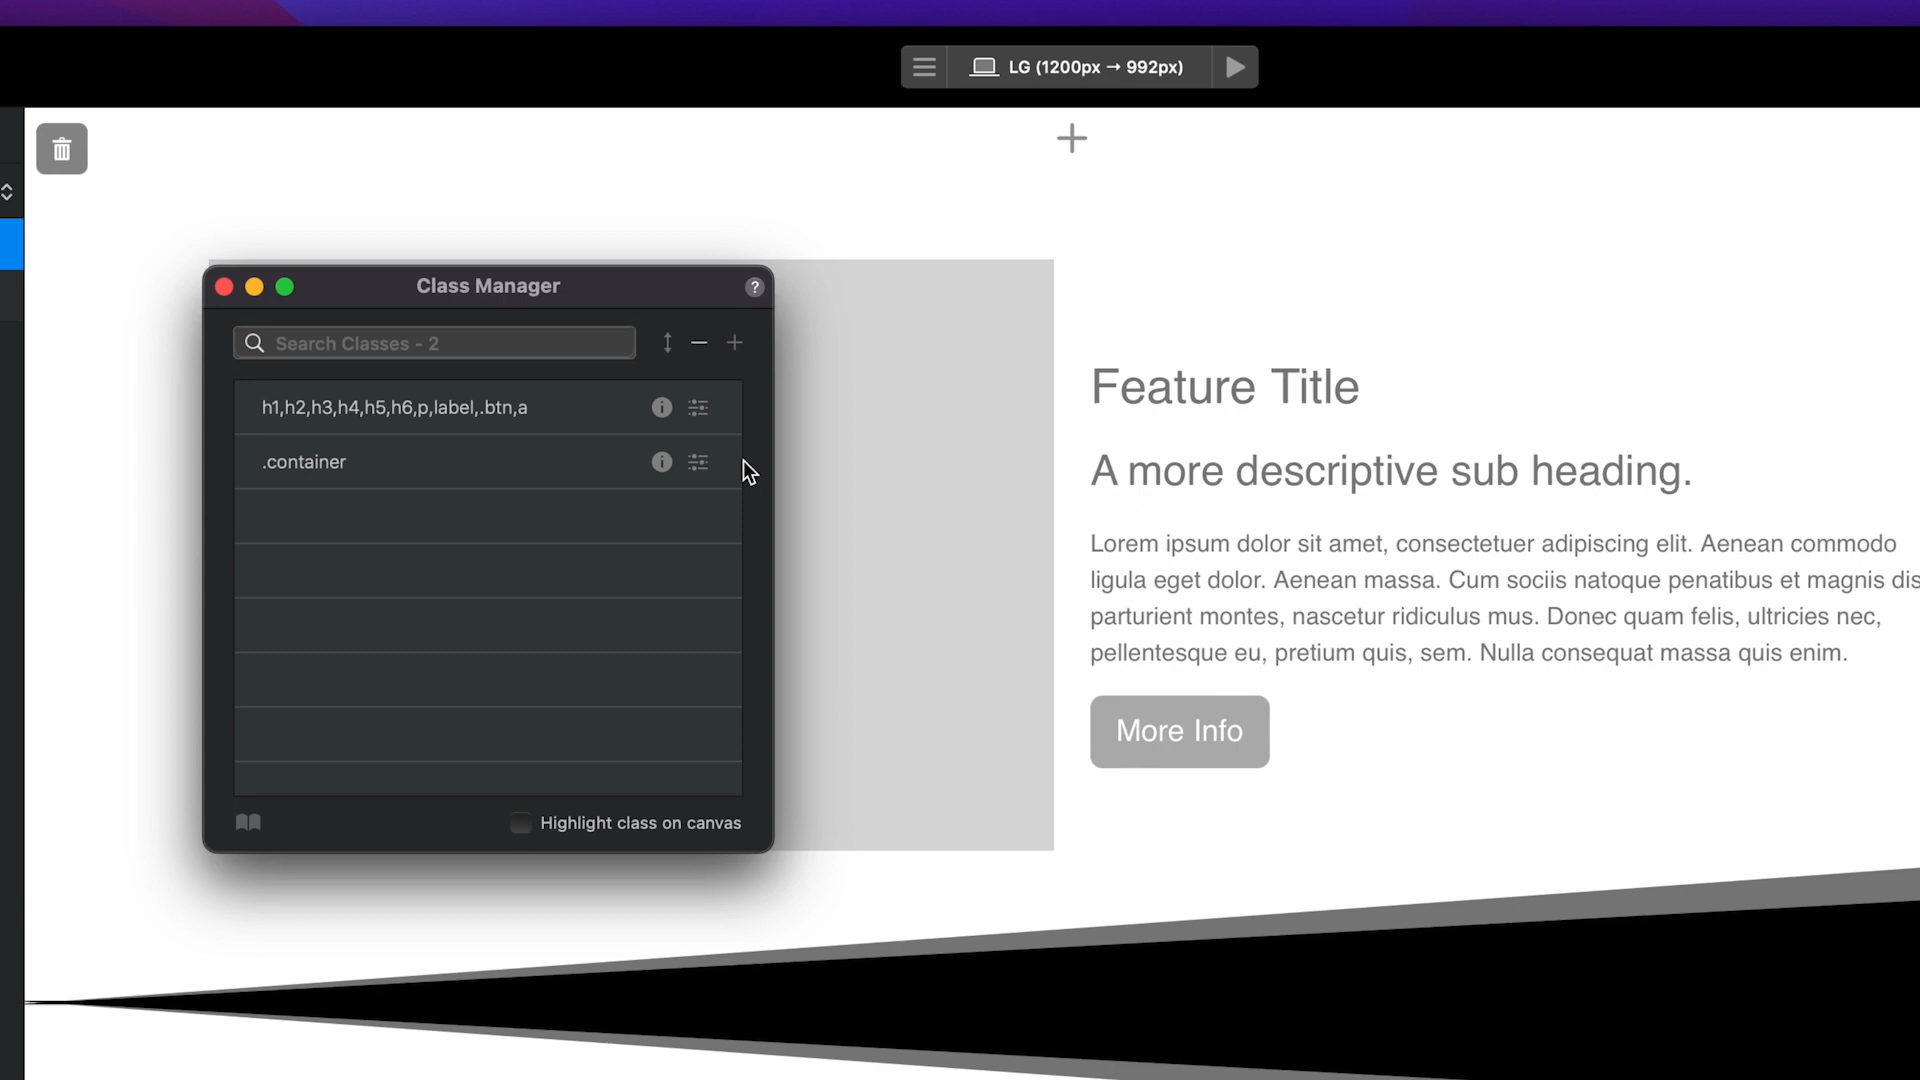 LG (1200px → 992px)
Class Manager
?
Search Classes - 2
h1,h2,h3,h4,h5,h6,p,label,.btn,a
.container
Highlight class on canvas
Feature Title
A more descriptive sub heading.
Lorem ipsum dolor sit amet, consectetuer adipiscing elit. Aenean commodo
ligula eget dolor. Aenean massa. Cum sociis natoque penatibus et magnis dis
parturient montes, nascetur ridiculus mus. Donec quam felis, ultricies nec,
pellentesque eu, pretium quis, sem. Nulla consequat massa quis enim.
More Info